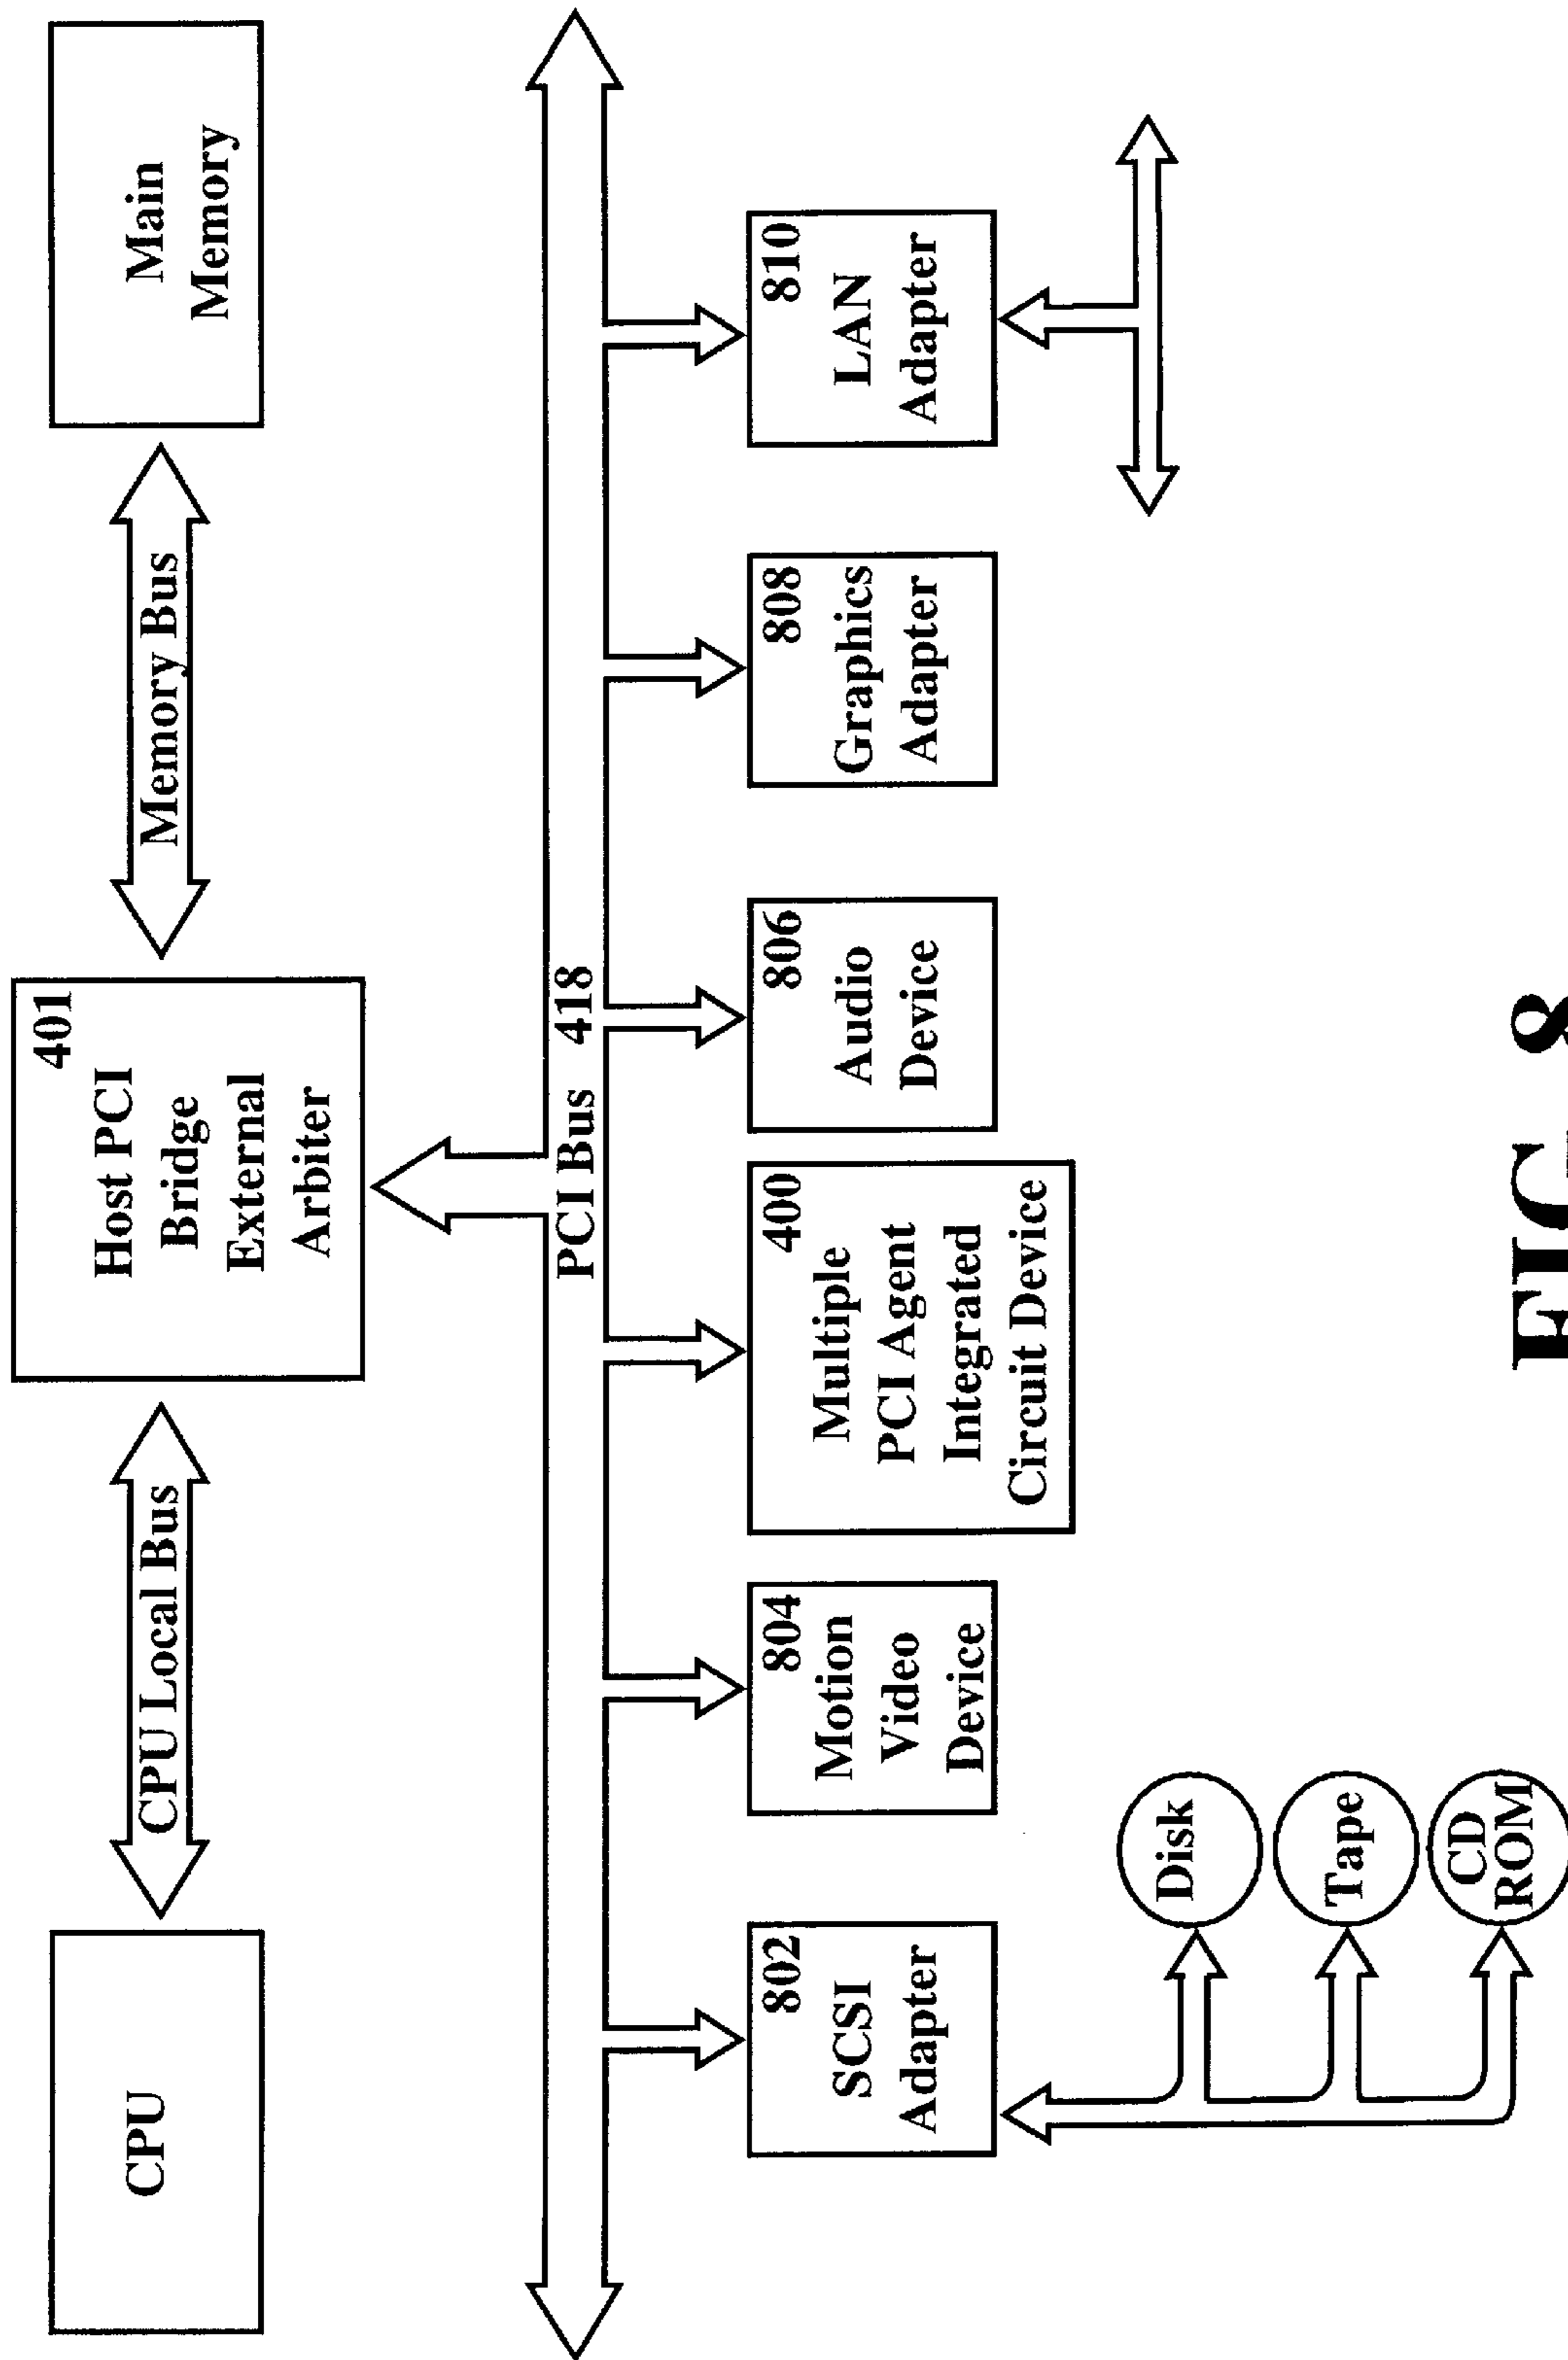 CPU
CPU Local Bus
401
Host PCI
Bridge
External
Arbiter
Memory Bus
Main
Memory
PCI Bus 418
802
SCSI
Adapter
804
Motion
Video
Device
400
Multiple
PCI Agent
Integrated
Circuit Device
806
Audio
Device
808
Graphics
Adapter
810
LAN
Adapter
Disk
Tape
CD
ROM
FIG 8